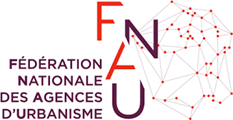 FNAU
FÉDÉRATION
NATIONALE
DES AGENCES
D'URBANISME